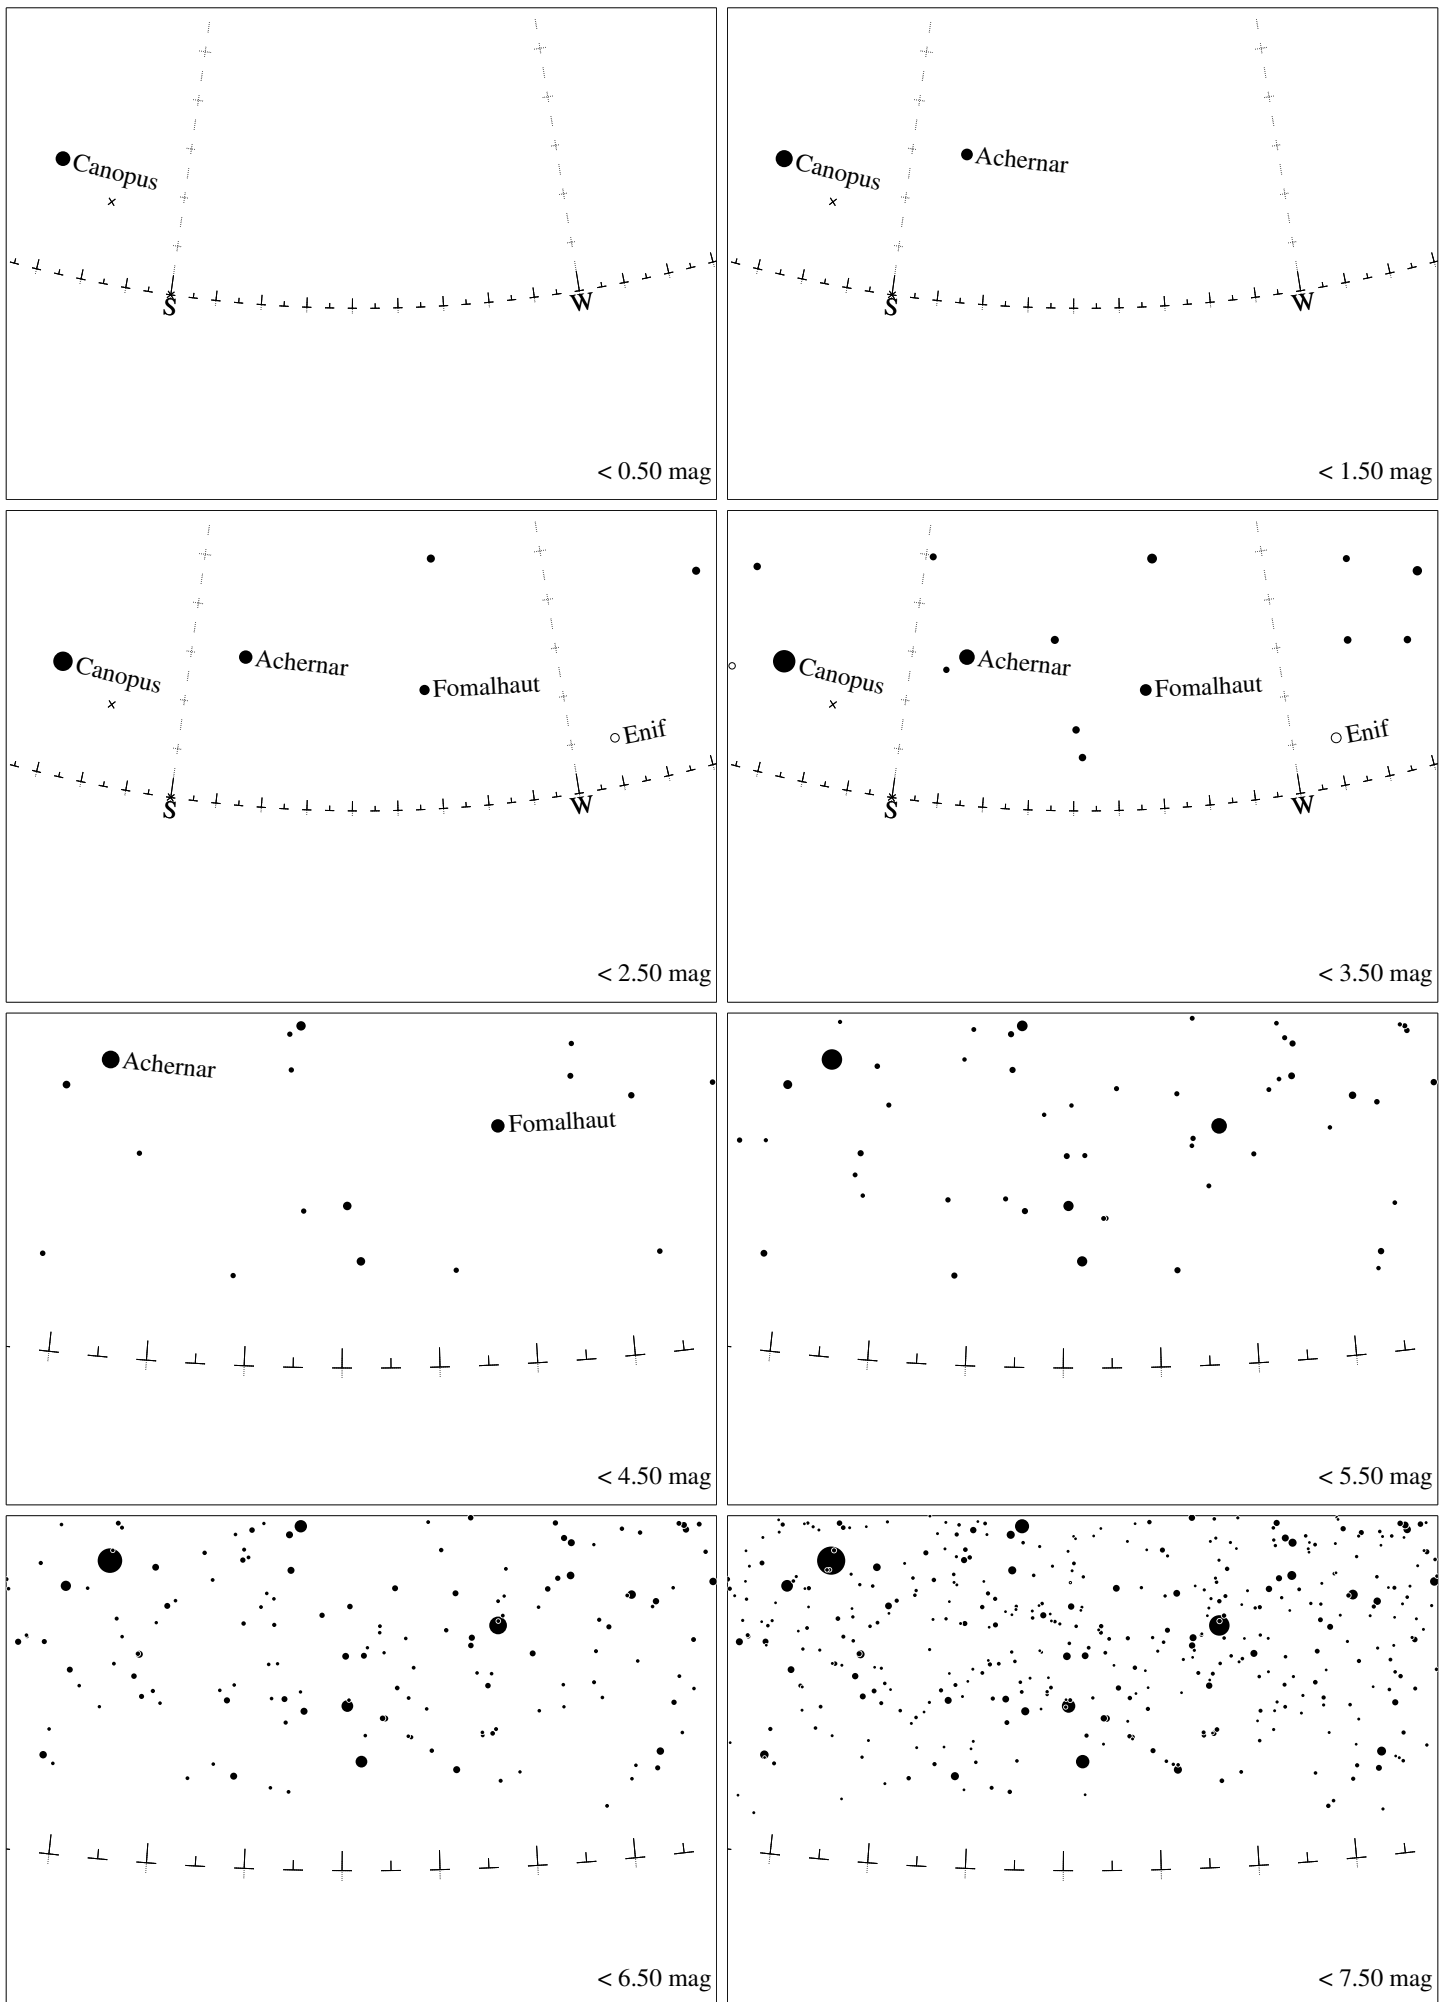 Canopus
S
W
< 0.50 mag
Canopus
Achernar
S
W
< 1.50 mag
Canopus
Achernar
Fomalhaut
Enif
S
W
< 2.50 mag
Canopus
Achernar
Fomalhaut
Enif
S
W
< 3.50 mag
Achernar
Fomalhaut
< 4.50 mag
< 5.50 mag
< 6.50 mag
< 7.50 mag